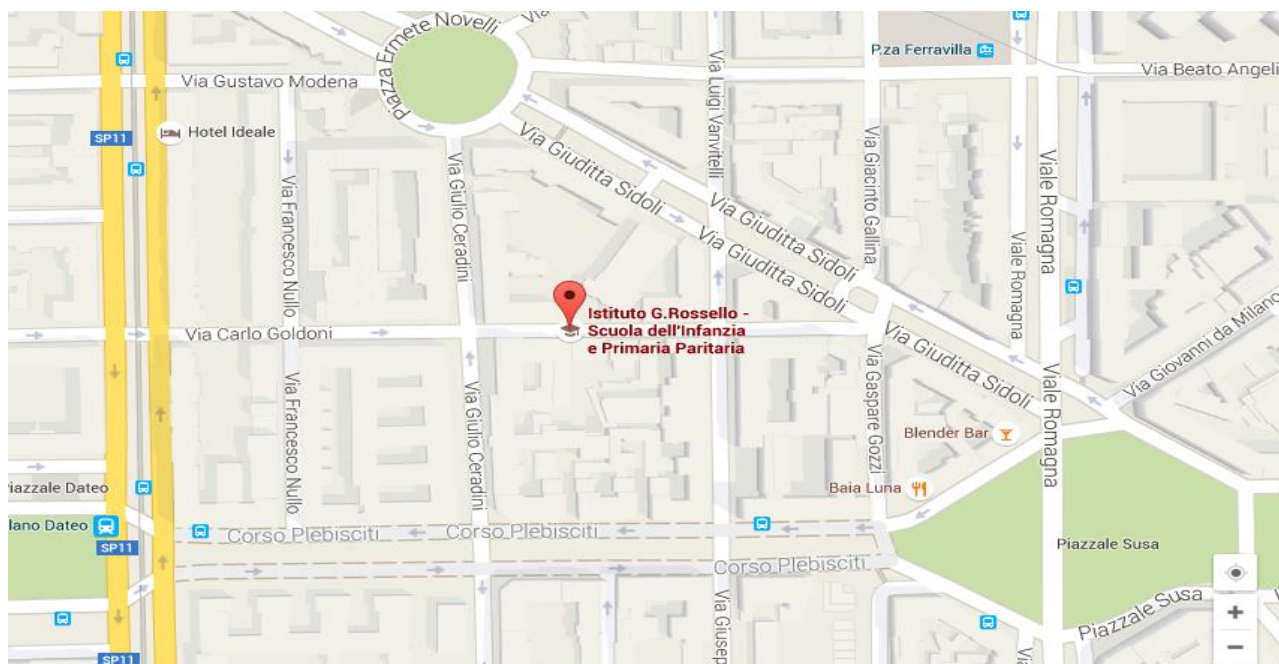 Piazza Ermete Novelli
P.za Ferravilla
Via Gustavo Modena
Via Beato Angeli
SP11
Hotel Ideale
Via Luigi Vanvitelli
Via Francesco Nullo
Via Giulio Ceradini
Via Giuditta Sidoli
Via Giuditta Sidoli
Via Giuditta Sidoli
Via Giacinto Gallina
Viale Romagna
Viale Romagna
Istituto G.Rossello -
Scuola dell'Infanzia
e Primaria Paritaria
Via Carlo Goldoni
Via Giovanni da Milano
Via Giuditta Sidoli
Via Francesco Nullo
Via Giulio Ceradini
Via Gaspare Gozzi
Viale Romagna
Blender Bar
Baia Luna
iazzale Dateo
lano Dateo
SP11
Corso Plebisciti
Corso Plebisciti
Corso Plebisciti
Piazzale Susa
Via Giusep
Piazzale Susa
SP11